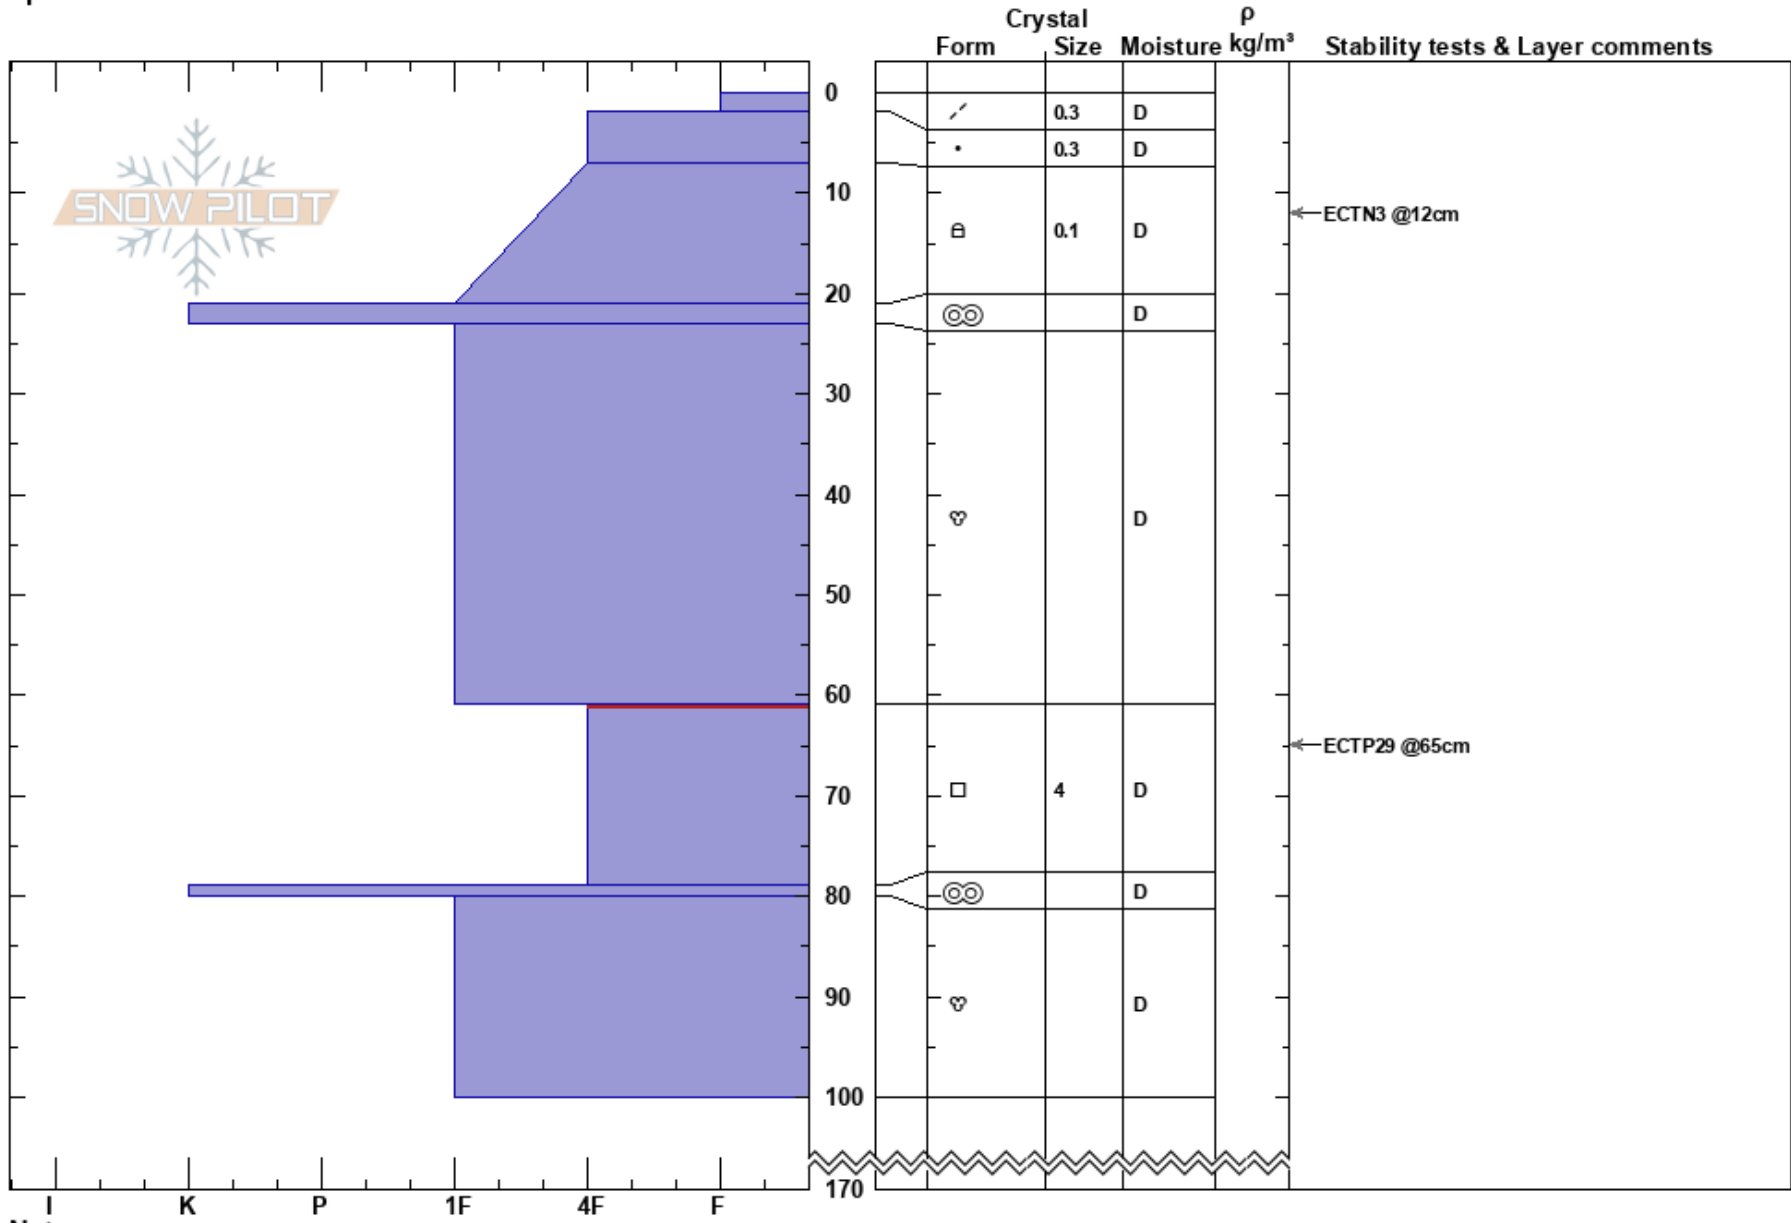 Crystal ρ
Form Size Moisture kg/m³ Stability tests & Layer comments
0
0.3 D
0.3 D
10
ECTN3 @12cm
0.1 D
SNOW PILOT
20
D
30
40
D
50
60
ECTP29 @65cm
70
4 D
80
D
90
D
100
170
I K P 1F 4F F